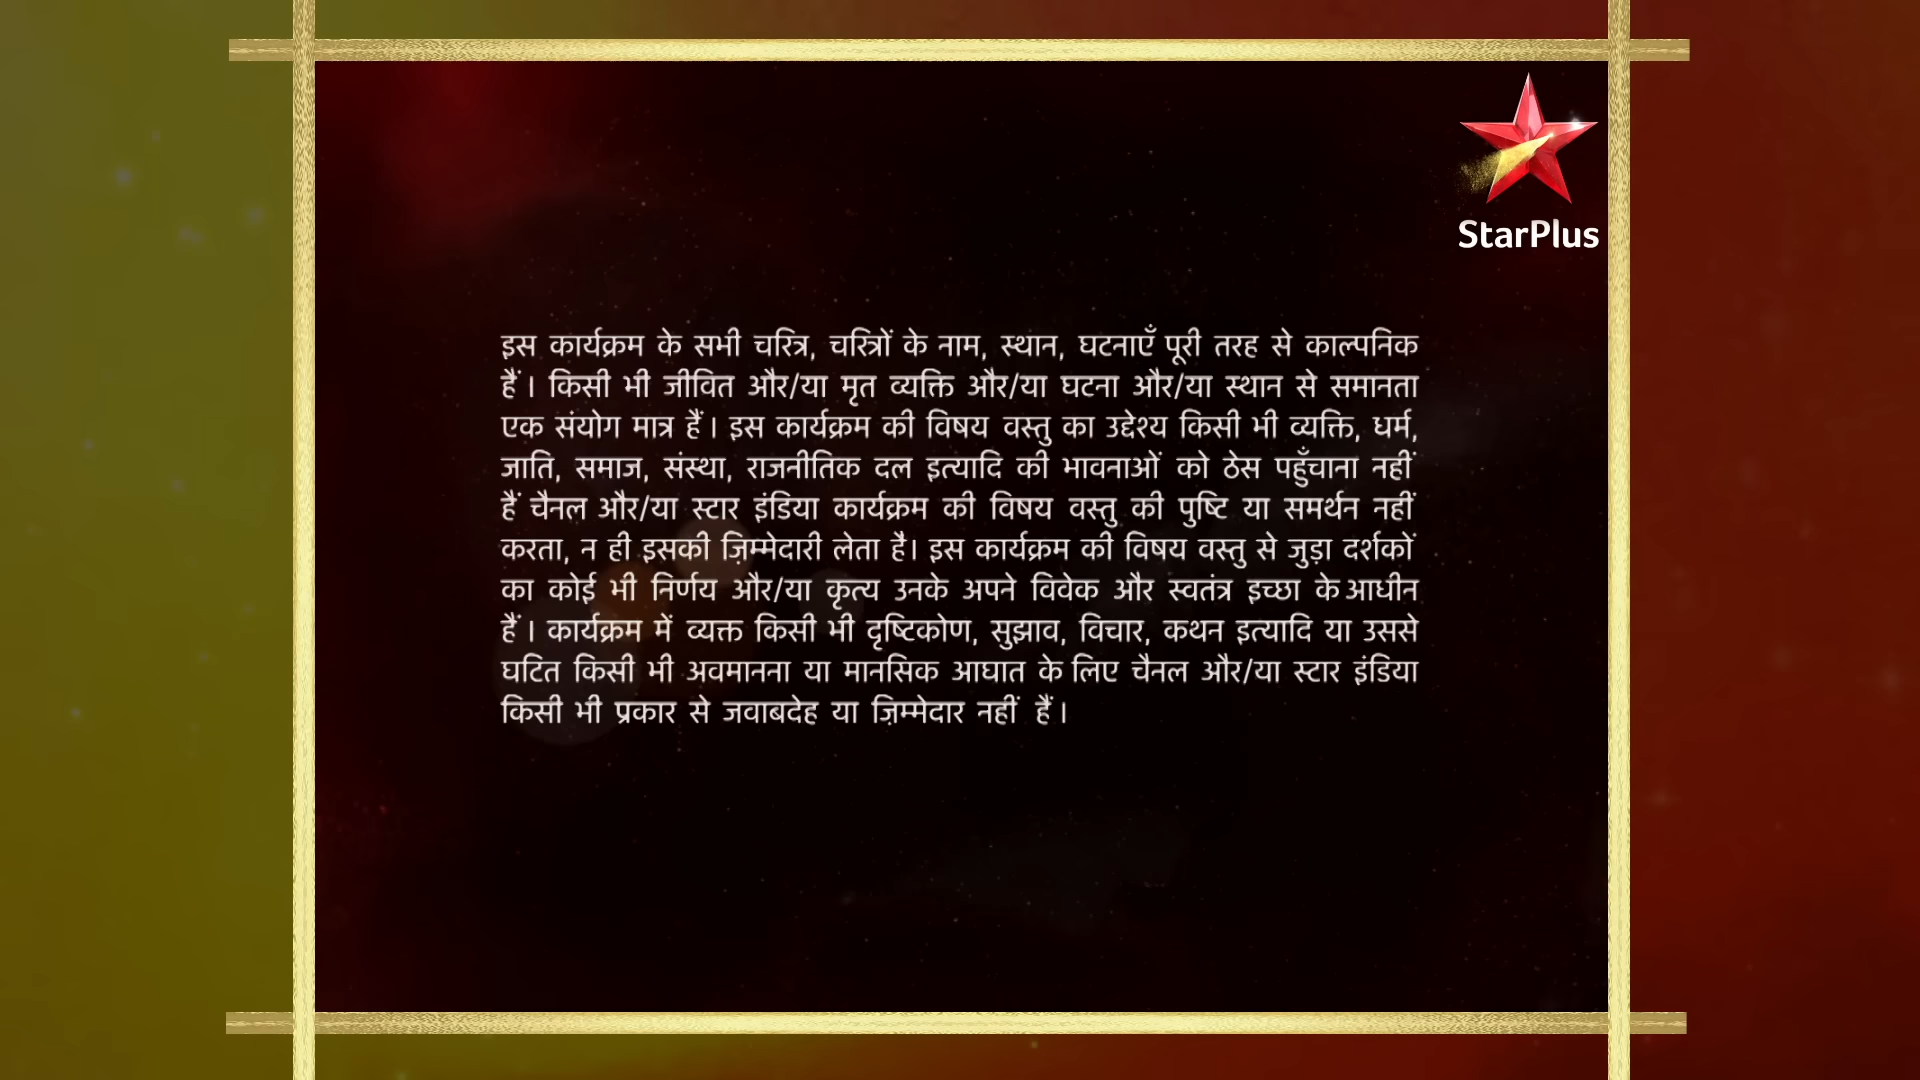 StarPlus
इस कार्यक्रम के सभी चरित्र, चरित्रों के नाम, स्थान, घटनाएँ पूरी तरह से काल्पनिक
हैं। किसी भी जीवित और/या मृत व्यक्ति और/या घटना और/या स्थान से समानता
एक संयोग मात्र हैं। इस कार्यक्रम की विषय वस्तु का उद्देश्य किसी भी व्यक्ति, धर्म,
जाति, समाज, संस्था, राजनीतिक दल इत्यादि की भावनाओं को ठेस पहुँचाना नहीं
हैं चैनल और/या स्टार इंडिया कार्यक्रम की विषय वस्तु की पुष्टि या समर्थन नहीं
करता, न ही इसकी ज़िम्मेदारी लेता है। इस कार्यक्रम की विषय वस्तु से जुड़ा दर्शकों
का कोई भी निर्णय और/या कृत्य उनके अपने विवेक और स्वतंत्र इच्छा के आधीन
हैं। कार्यक्रम में व्यक्त किसी भी दृष्टिकोण, सुझाव, विचार, कथन इत्यादि या उससे
घटित किसी भी अवमानना या मानसिक आघात के लिए चैनल और/या स्टार इंडिया
किसी भी प्रकार से जवाबदेह या ज़िम्मेदार नहीं हैं।